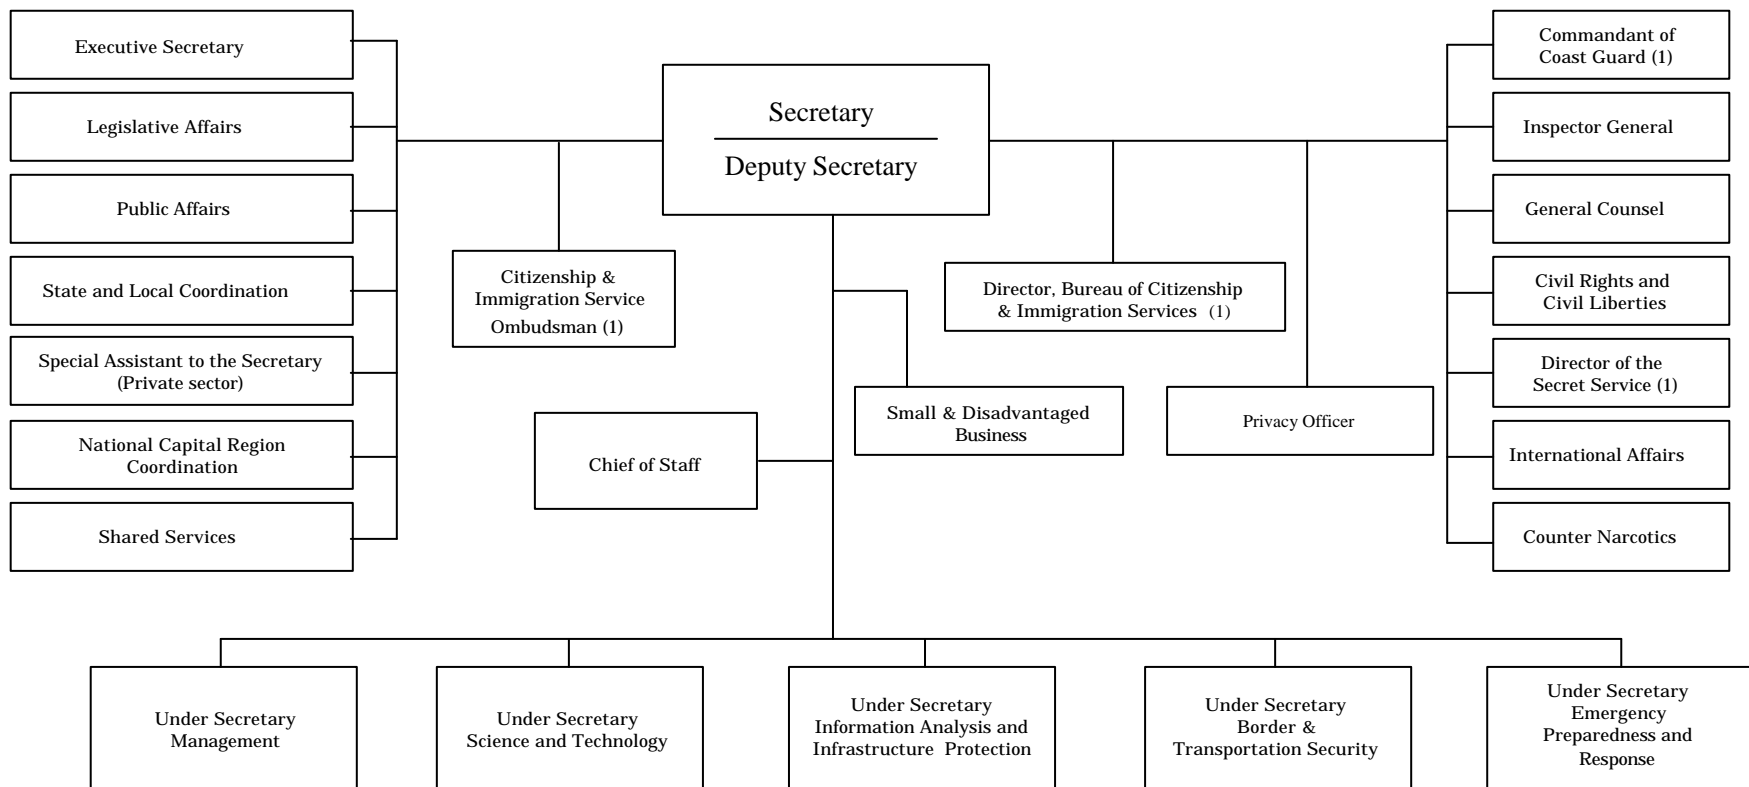 Executive Secretary
Legislative Affairs
Public Affairs
State and Local Coordination
Special Assistant to the Secretary
(Private sector)
National Capital Region
Coordination
Shared Services
Secretary
Deputy Secretary
Citizenship &
Immigration Service
Ombudsman (1)
Director, Bureau of Citizenship
& Immigration Services (1)
Small & Disadvantaged
Business
Privacy Officer
Chief of Staff
Commandant of
Coast Guard (1)
Inspector General
General Counsel
Civil Rights and
Civil Liberties
Director of the
Secret Service (1)
International Affairs
Counter Narcotics
Under Secretary
Management
Under Secretary
Science and Technology
Under Secretary
Information Analysis and
Infrastructure Protection
Under Secretary
Border &
Transportation Security
Under Secretary
Emergency
Preparedness and
Response